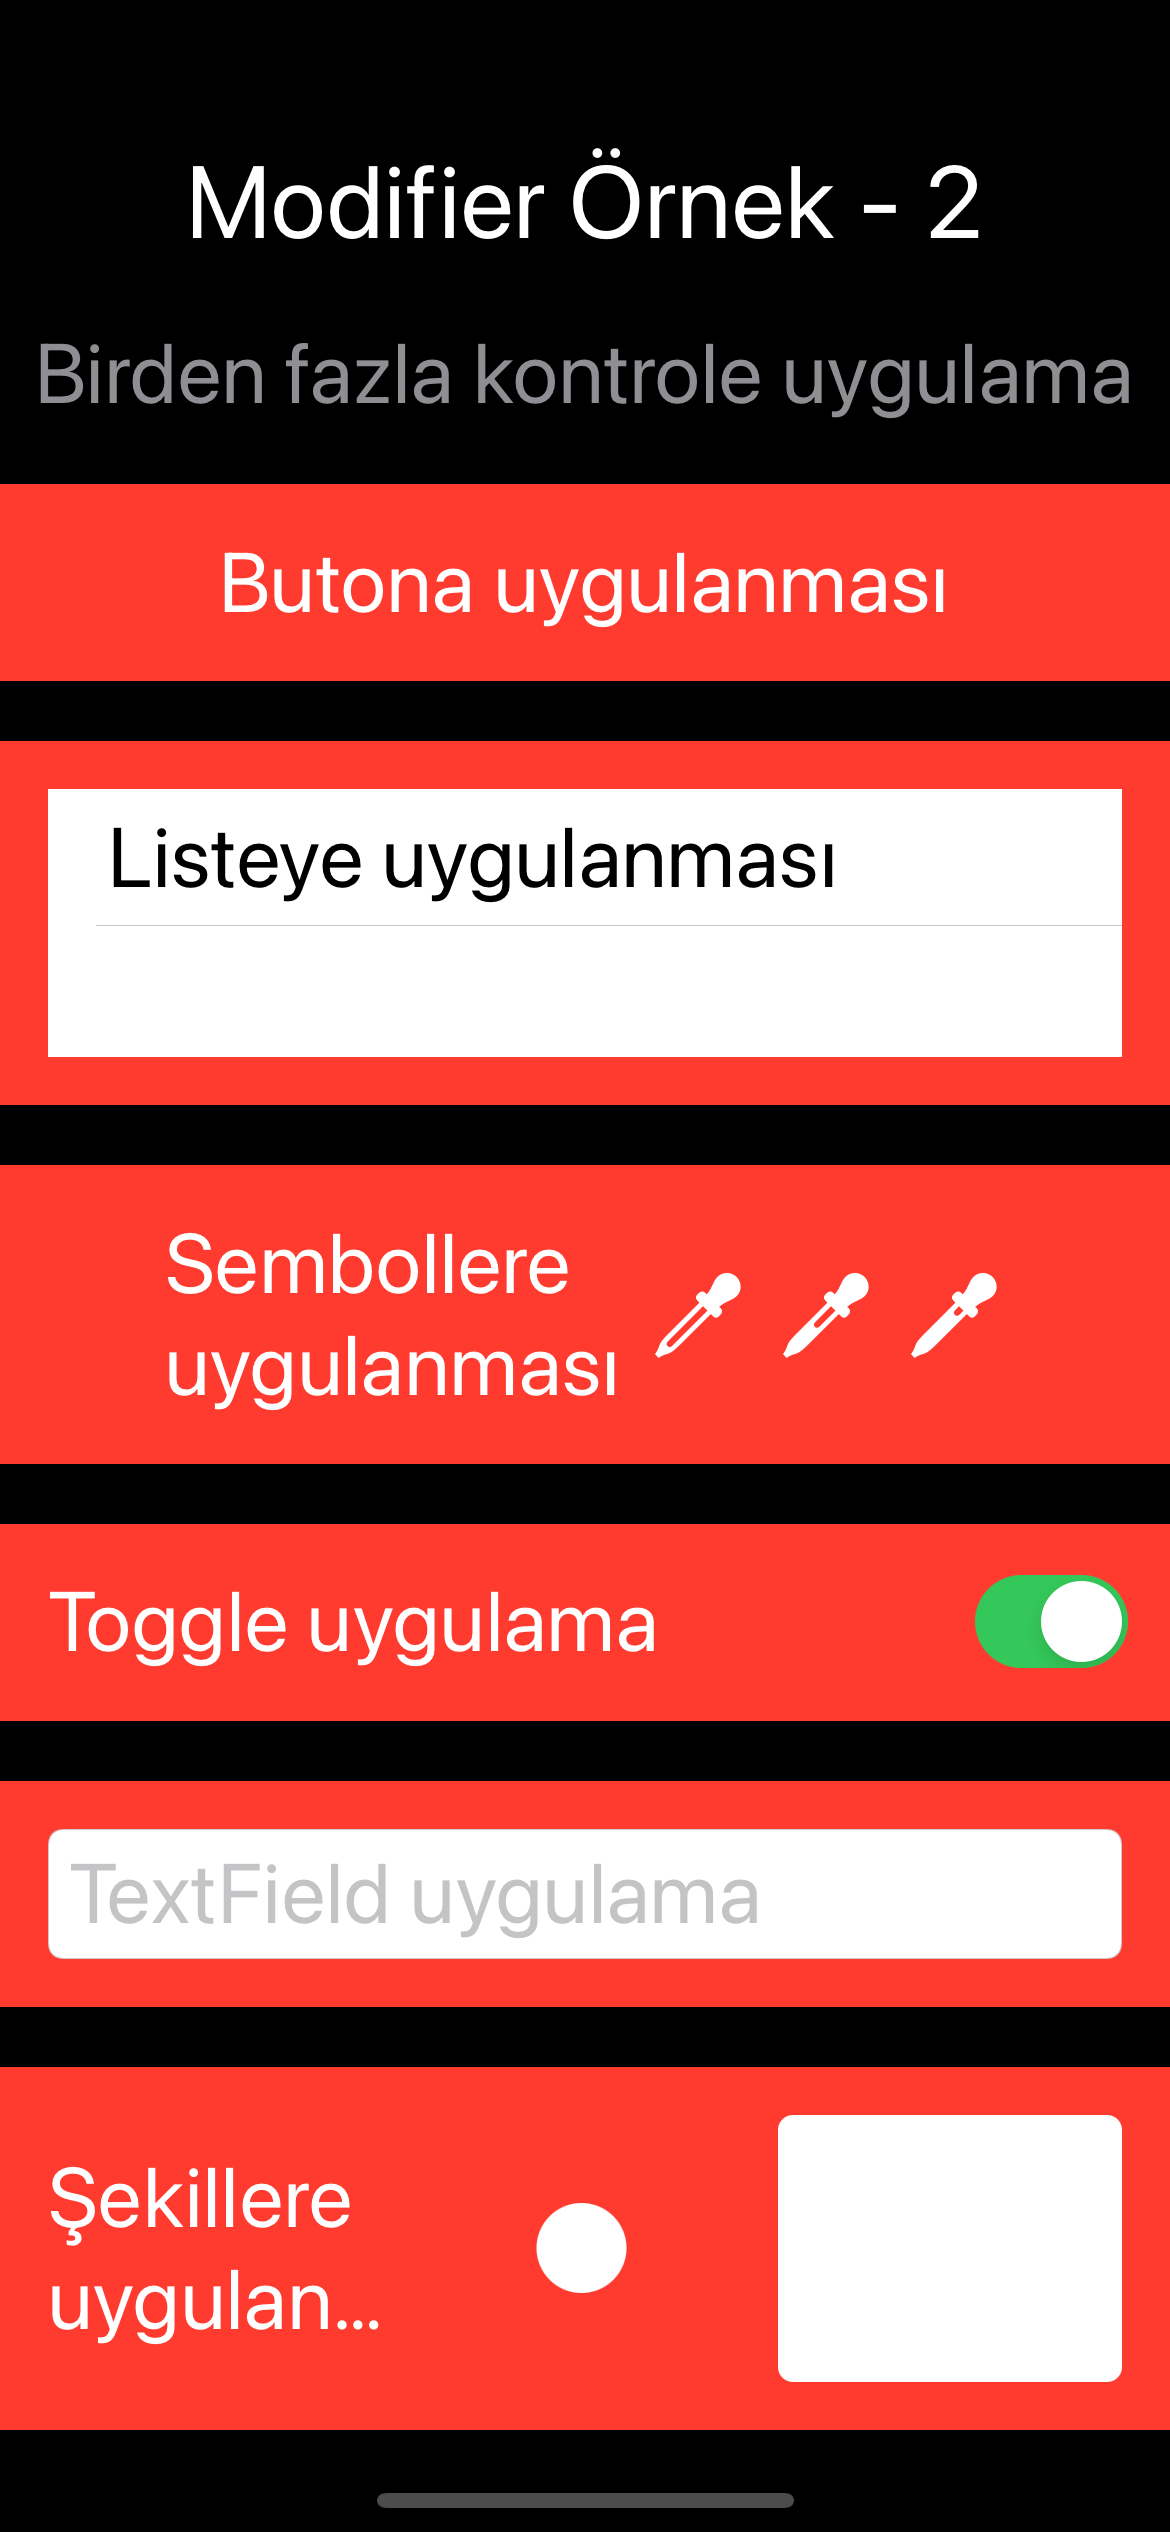 Modifier Örnek - 2
Birden fazla kontrole uygulama
Butona uygulanması
Listeye uygulanması
Sembollere
uygulanması
Toggle uygulama
TextField uygulama
Şekillere
uygulan...